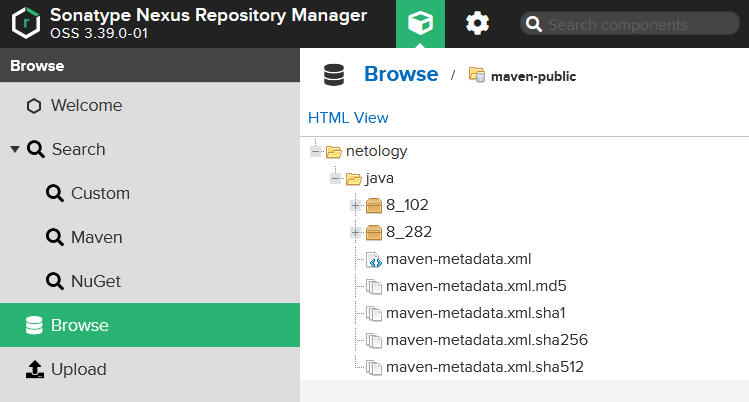 Sonatype Nexus Repository Manager
OSS 3.39.0-01
Search components
Browse
Welcome
Search
Custom
Maven
NuGet
Browse
Upload
Browse / maven-public
HTML View
netology
java
8_102
8_282
maven-metadata.xml
maven-metadata.xml.md5
maven-metadata.xml.sha1
maven-metadata.xml.sha256
maven-metadata.xml.sha512